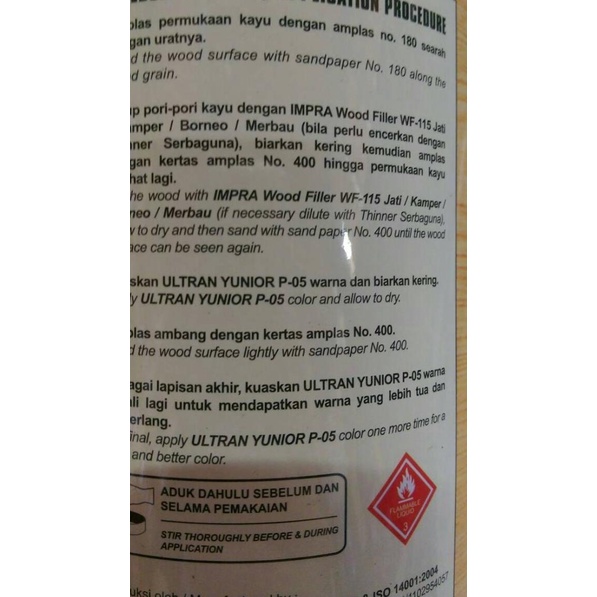 APPLICATION PROCEDURE
plas permukaan kayu dengan amplas no. 180 searah
gan uratnya.
d the wood surface with sandpaper No. 180 along the
d grain.
up pori-pori kayu dengan IMPRA Wood Filler WF-115 Jati
amper / Borneo / Merbau (bila perlu encerkan dengan
nner Serbaguna), biarkan kering kemudian amplas
gan kertas amplas No. 400 hingga permukaan kayu
hat lagi.
he wood with IMPRA Wood Filler WF-115 Jati / Kamper /
neo / Merbau (if necessary dilute with Thinner Serbaguna),
w to dry and then sand with sand paper No. 400 until the wood
ace can be seen again.
skan ULTRAN YUNIOR P-05 warna dan biarkan kering.
ly ULTRAN YUNIOR P-05 color and allow to dry.
plas ambang dengan kertas amplas No. 400.
d the wood surface lightly with sandpaper No. 400.
agai lapisan akhir, kuaskan ULTRAN YUNIOR P-05 warna
ali lagi untuk mendapatkan warna yang lebih tua dan
erlang.
inal, apply ULTRAN YUNIOR P-05 color one more time for a
and better color.
ADUK DAHULU SEBELUM DAN
SELAMA PEMAKAIAN
STIR THOROUGHLY BEFORE & DURING
APPLICATION
FLAMMABLE
LIQUID
3
ISO 14001:2004